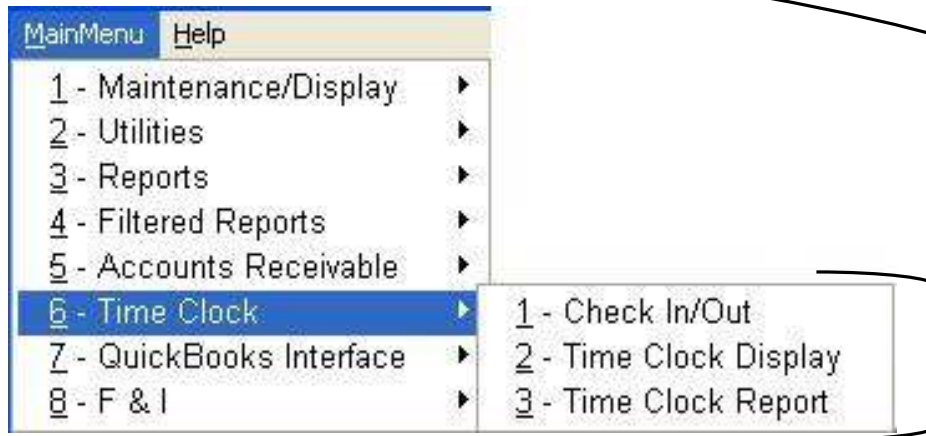 MainMenu Help
1 - Maintenance/Display
2 - Utilities
3 - Reports
4 - Filtered Reports
5 - Accounts Receivable
6 - Time Clock
7 - QuickBooks Interface
8 - F & I
1 - Check In/Out
2 - Time Clock Display
3 - Time Clock Report